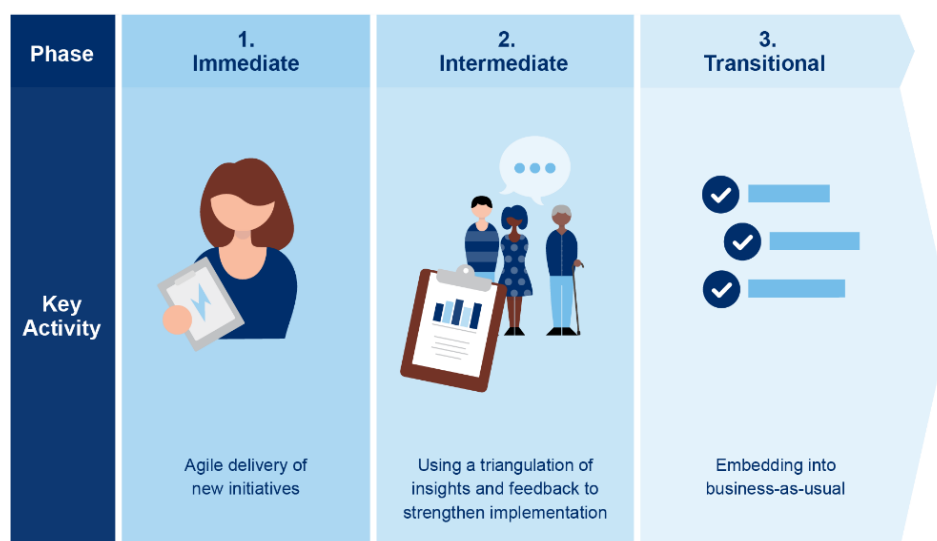 Phase
1.
Immediate
2.
Intermediate
3.
Transitional
Key
Activity
Agile delivery of
new initiatives
Using a triangulation of
insights and feedback to
strengthen implementation
Embedding into
business-as-usual